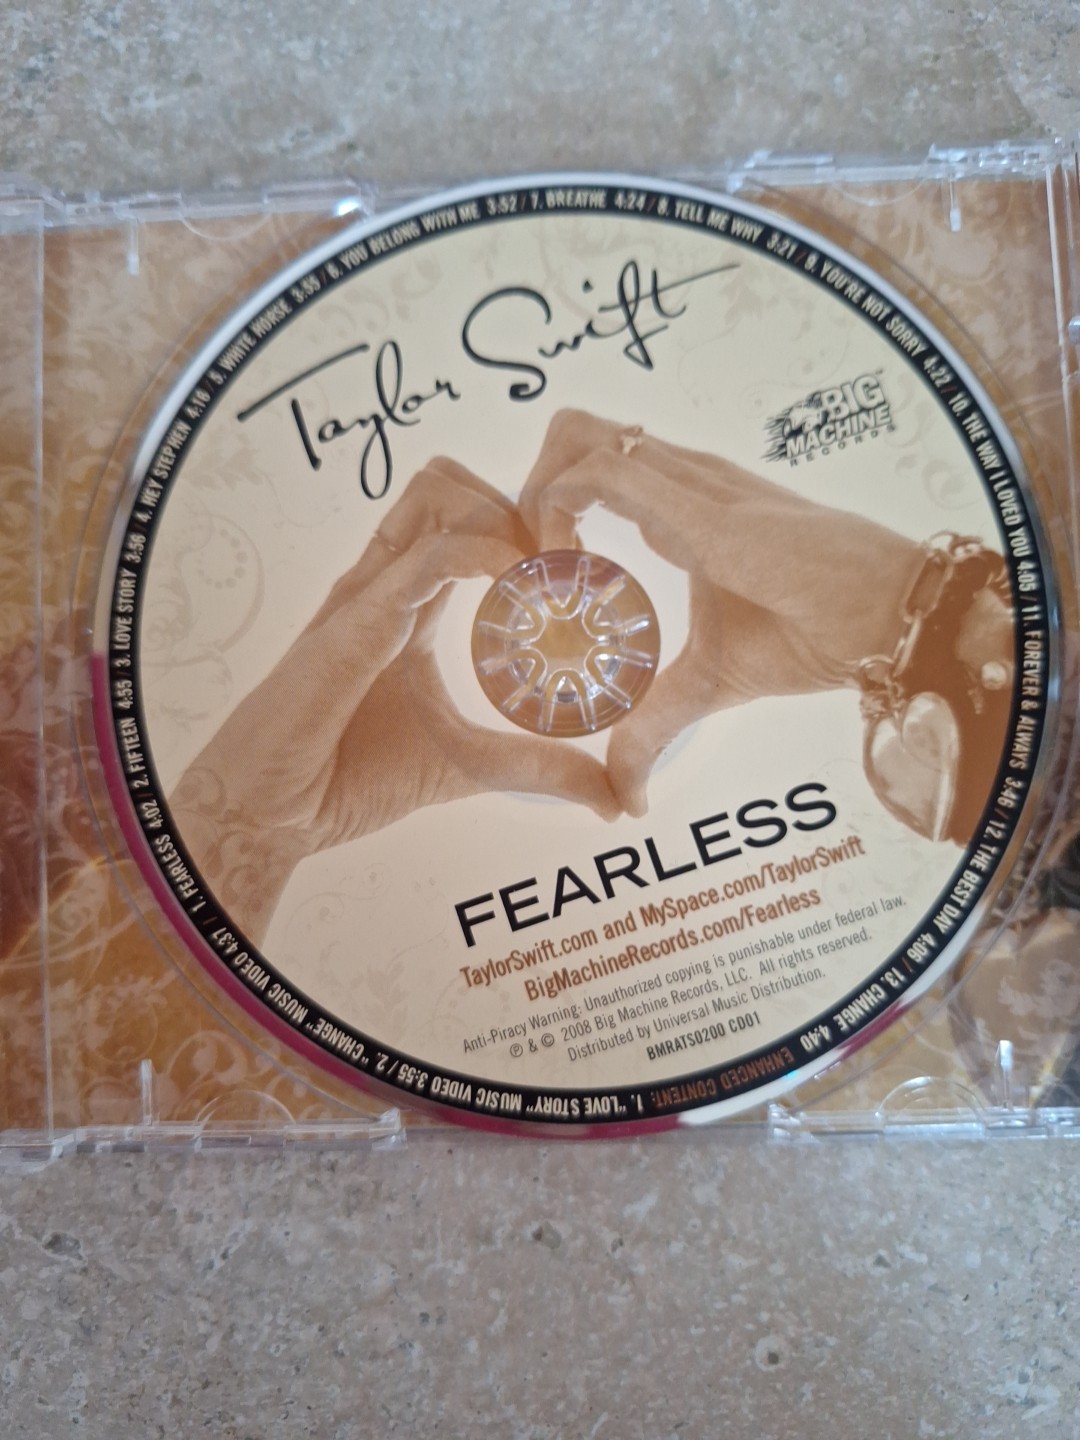 Taylor Swift
BIG
MACHINE
RECORDS
FEARLESS
TaylorSwift.com and MySpace.com/TaylorSwift
BigMachineRecords.com/Fearless
Anti-Piracy Warning: Unauthorized copying is punishable under federal law.
℗ & © 2008 Big Machine Records, LLC. All rights reserved.
Distributed by Universal Music Distribution.
BMRATS0200 CD01
1. FEARLESS 4:02 / 2. FIFTEEN 4:55 / 3. LOVE STORY 3:56 / 4. HEY STEPHEN 4:16 / 5. WHITE HORSE 3:55 / 6. YOU BELONG WITH ME 3:52 / 7. BREATHE 4:24 / 8. TELL ME WHY 3:21 / 9. YOU'RE NOT SORRY 4:22 / 10. THE WAY I LOVED YOU 4:05 / 11. FOREVER & ALWAYS 3:46 / 12. THE BEST DAY 4:06 / 13. CHANGE 4:40 ENHANCED CONTENT: 1. "LOVE STORY" MUSIC VIDEO 3:55 / 2. "CHANGE" MUSIC VIDEO 4:37 /